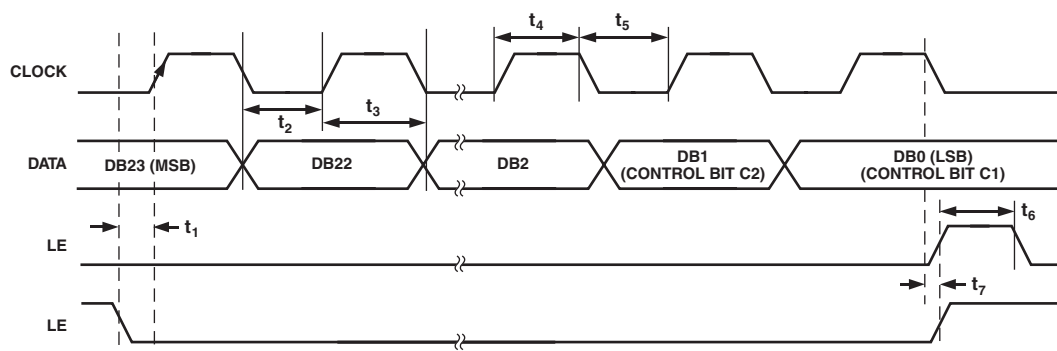 t4 t5
CLOCK
t2 t3
DATA DB23 (MSB) DB22 DB2 DB1 DB0 (LSB)
(CONTROL BIT C2) (CONTROL BIT C1)
t1 t6
LE
t7
LE